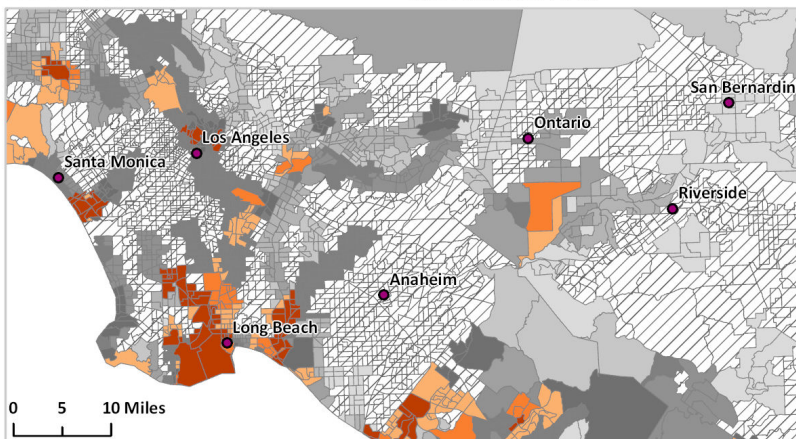 San Bernardin
Ontario
Los Angeles
Santa Monica
Riverside
Anaheim
Long Beach
0 5 10 Miles